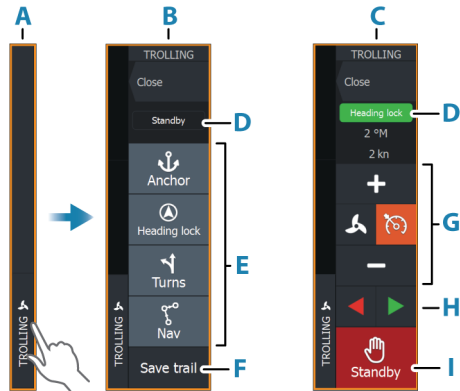 A
B
C
TROLLING
TROLLING
Close
Close
Standby
D
Heading lock
D
2 °M
2 kn
Anchor
Heading lock
Turns
Nav
E
G
H
TROLLING
TROLLING
TROLLING
Save trail
F
Standby
I